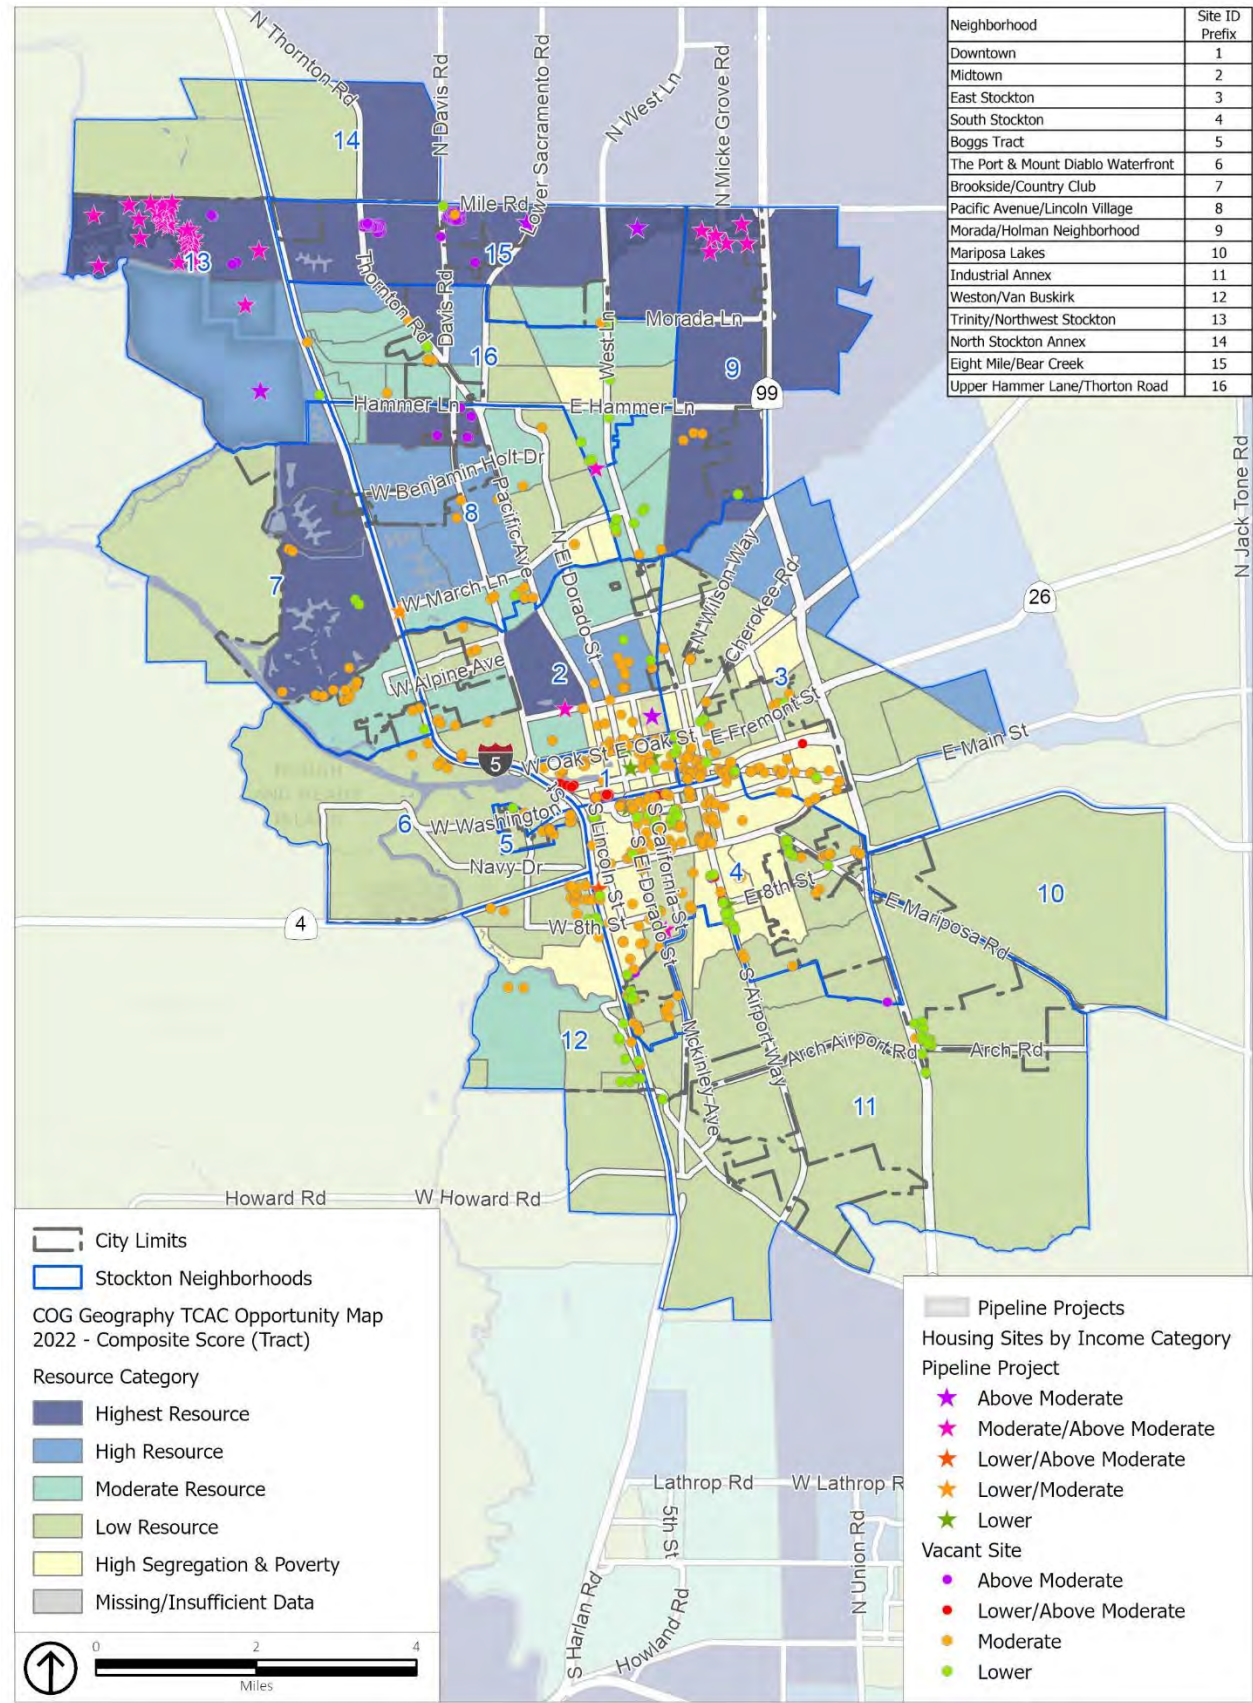 Neighborhood Site ID Prefix
Downtown 1
Midtown 2
East Stockton 3
South Stockton 4
Boggs Tract 5
The Port & Mount Diablo Waterfront 6
Brookside/Country Club 7
Pacific Avenue/Lincoln Village 8
Morada/Holman Neighborhood 9
Mariposa Lakes 10
Industrial Annex 11
Weston/Van Buskirk 12
Trinity/Northwest Stockton 13
North Stockton Annex 14
Eight Mile/Bear Creek 15
Upper Hammer Lane/Thorton Road 16
N Thornton Rd
N Davis Rd
Lower Sacramento Rd
N West Ln
N Micke Grove Rd
14
Mile Rd
13
15
Thornton Rd
Davis Rd
West Ln
Morada Ln
16
9
99
Hammer Ln
E Hammer Ln
W Benjamin Holt Dr
Pacific Ave
8
N El Dorado St
N Wilson Way
Cherokee Rd
N Jack Tone Rd
26
7
W March Ln
2
3
W Alpine Ave
E Fremont St
E Main St
W Oak St
E Oak St
5
1
6
W Washington St
5
Navy Dr
S Lincoln St
S El Dorado St
S California St
4
E 8th St
10
4
W 8th St
E Mariposa Rd
S Airport Way
12
Mckinley Ave
Arch Airport Rd
Arch Rd
11
Howard Rd
W Howard Rd
City Limits
Stockton Neighborhoods
COG Geography TCAC Opportunity Map
2022 - Composite Score (Tract)
Resource Category
Highest Resource
High Resource
Moderate Resource
Low Resource
High Segregation & Poverty
Missing/Insufficient Data
0 2 4
Miles
Lathrop Rd
W Lathrop R
5th St
N Union Rd
S Harlan Rd
Howland Rd
Pipeline Projects
Housing Sites by Income Category
Pipeline Project
Above Moderate
Moderate/Above Moderate
Lower/Above Moderate
Lower/Moderate
Lower
Vacant Site
Above Moderate
Lower/Above Moderate
Moderate
Lower